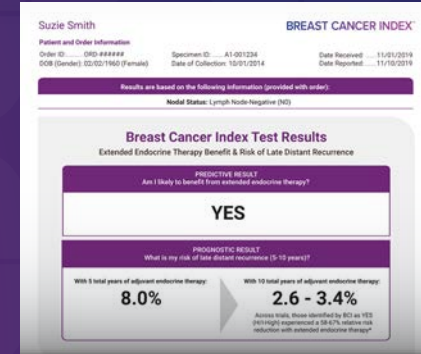 Suzie Smith
BREAST CANCER INDEX
Patient and Order Information
Order ID: ORD-######
Specimen ID: A1-001234
Date Received: 11/01/2019
DOB (Gender): 02/02/1960 (Female)
Date of Collection: 10/01/2014
Date Reported: 11/10/2019
Results are based on the following information (provided with order):
Nodal Status: Lymph Node-Negative (N0)
Breast Cancer Index Test Results
Extended Endocrine Therapy Benefit & Risk of Late Distant Recurrence
PREDICTIVE RESULT
Am I likely to benefit from extended endocrine therapy?
YES
PROGNOSTIC RESULT
What is my risk of late distant recurrence (5-10 years)?
With 5 total years of adjuvant endocrine therapy:
8.0%
With 10 total years of adjuvant endocrine therapy:
2.6 - 3.4%
Across trials, those identified by BCI as YES
(H/I-High) experienced a 58-67% relative risk
reduction with extended endocrine therapy*